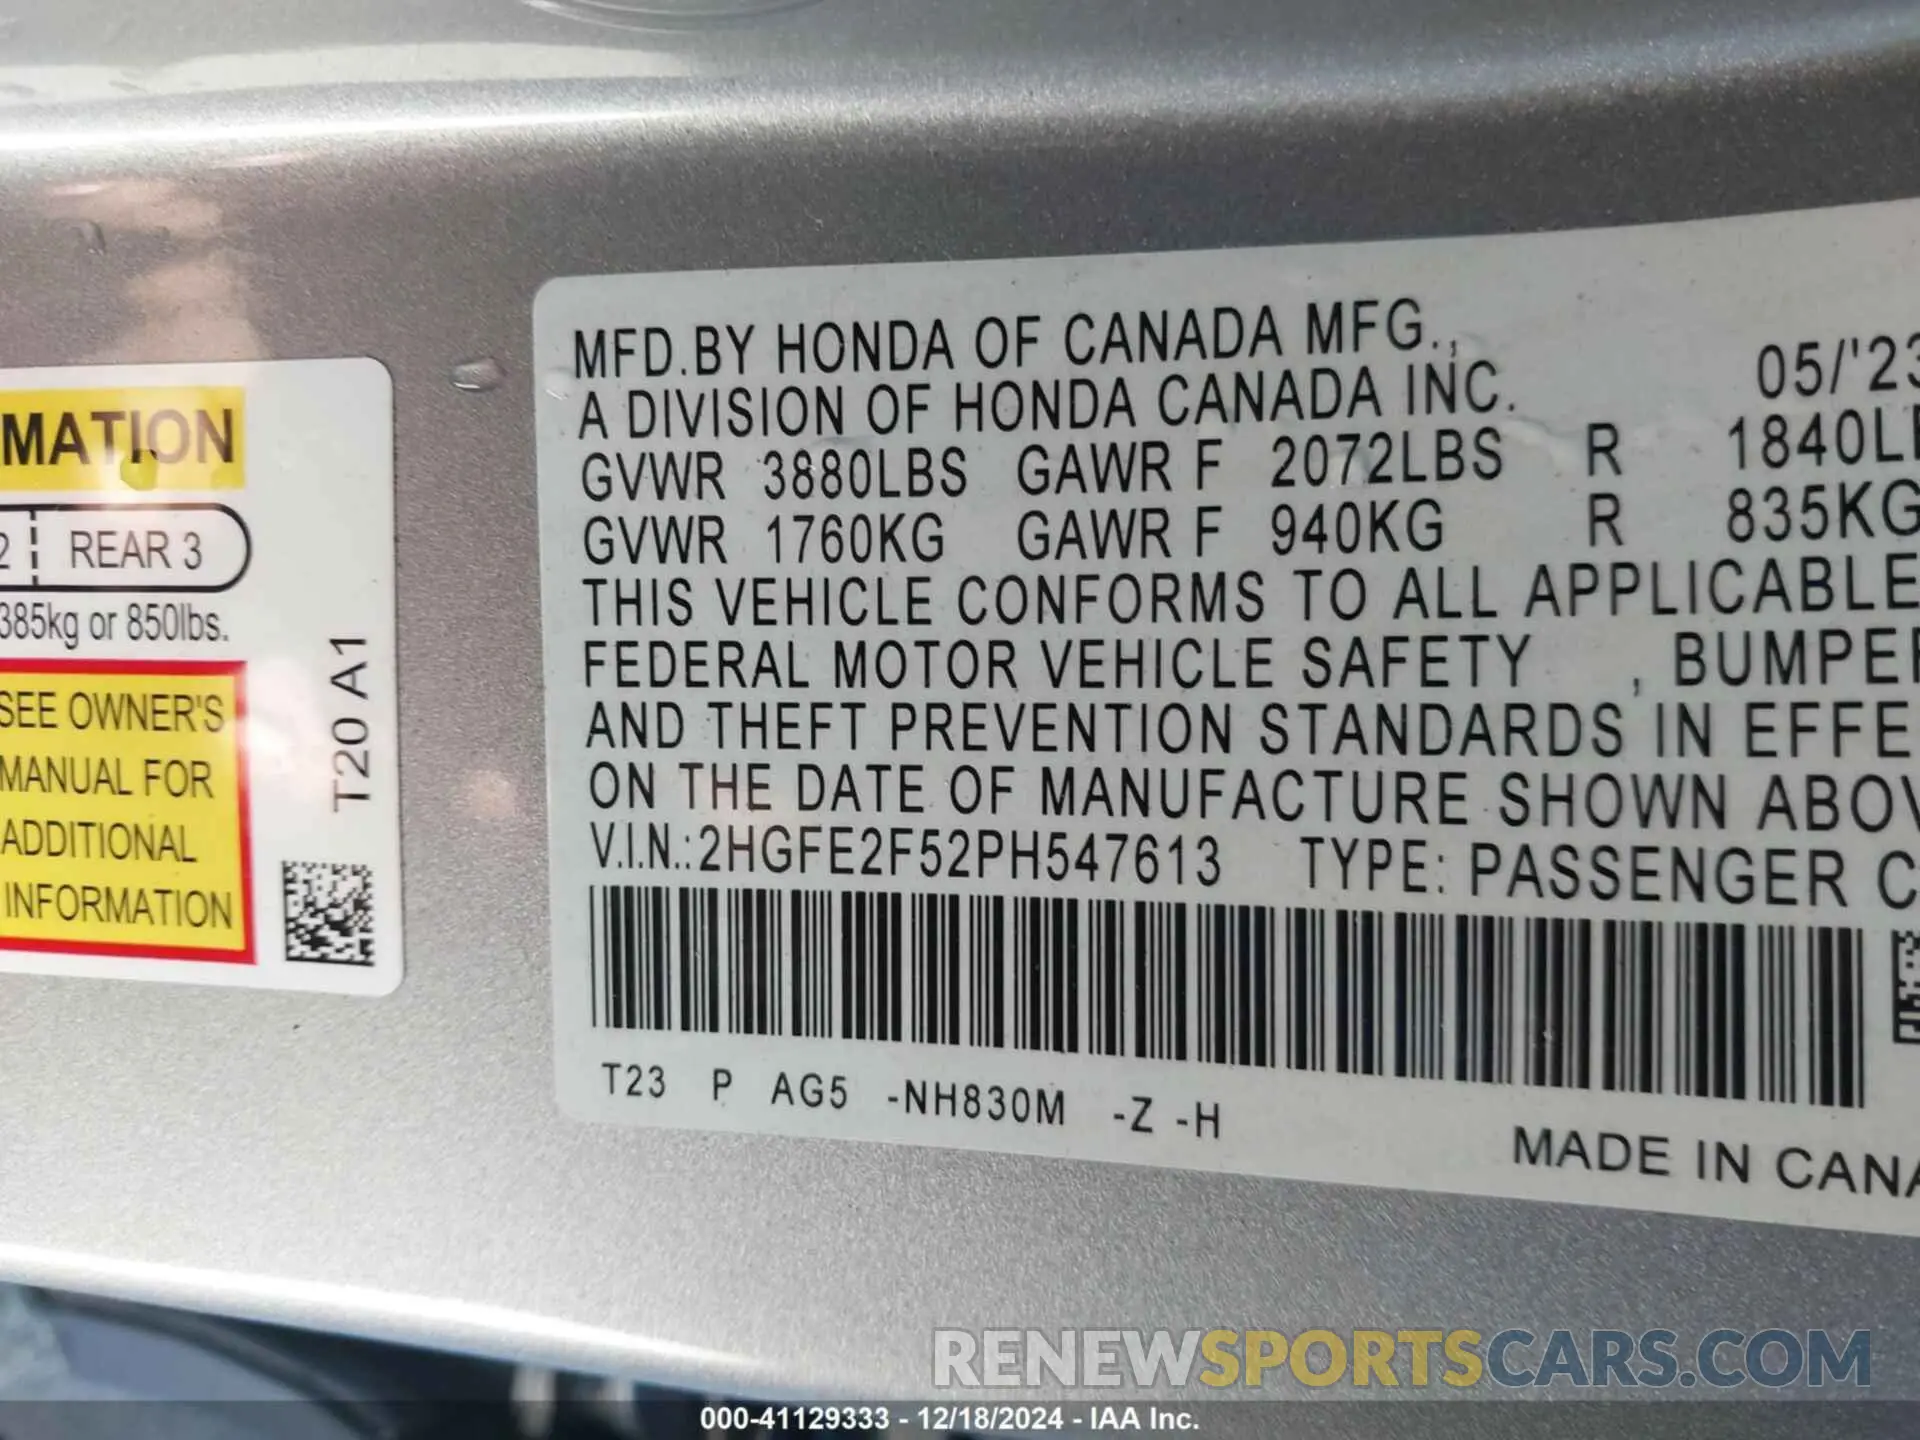 MATION
2 REAR 3
385kg or 850lbs.
SEE OWNER'S
MANUAL FOR
ADDITIONAL
INFORMATION
T20 A1
MFD.BY HONDA OF CANADA MFG.,
A DIVISION OF HONDA CANADA INC. 05/'23
GVWR 3880LBS GAWR F 2072LBS R 1840LB
GVWR 1760KG GAWR F 940KG R 835KG
THIS VEHICLE CONFORMS TO ALL APPLICABLE
FEDERAL MOTOR VEHICLE SAFETY , BUMPER
AND THEFT PREVENTION STANDARDS IN EFFE
ON THE DATE OF MANUFACTURE SHOWN ABOV
V.I.N.:2HGFE2F52PH547613 TYPE: PASSENGER C
T23 P AG5 -NH830M -Z -H
MADE IN CANA
RENEWSPORTSCARS.COM
000-41129333 - 12/18/2024 - IAA Inc.